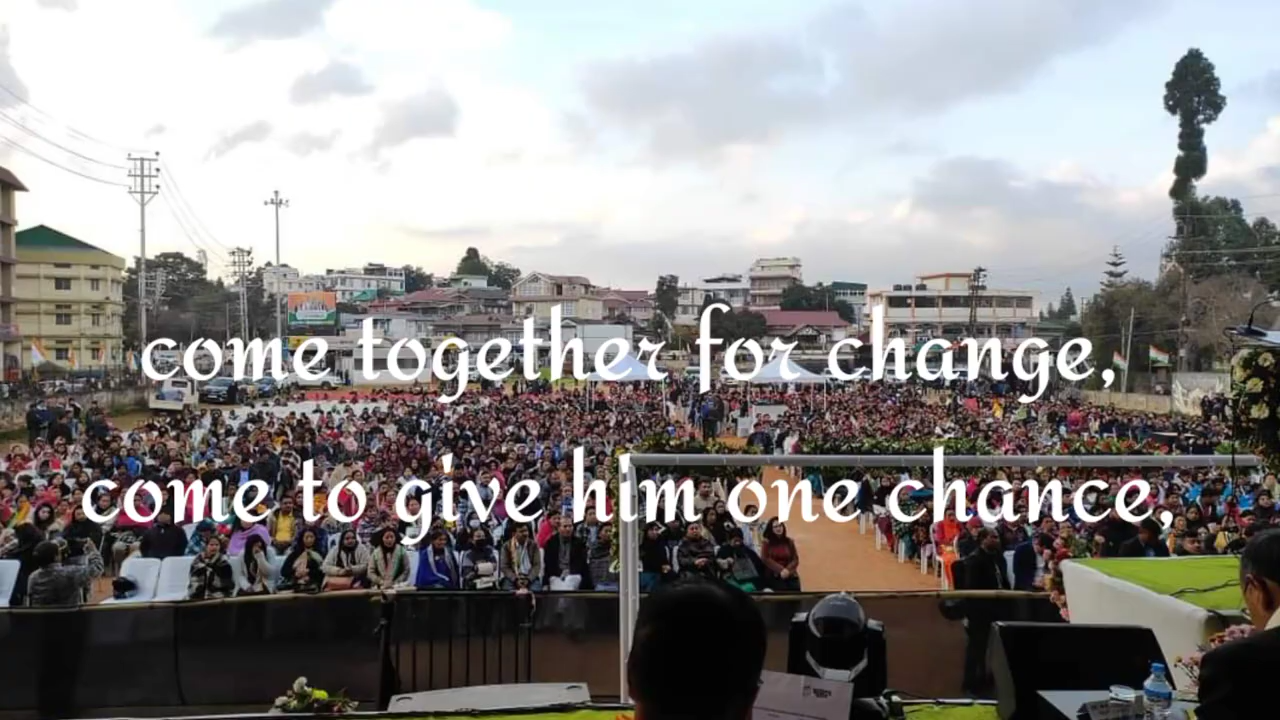 come together for change,
come to give him one chance,